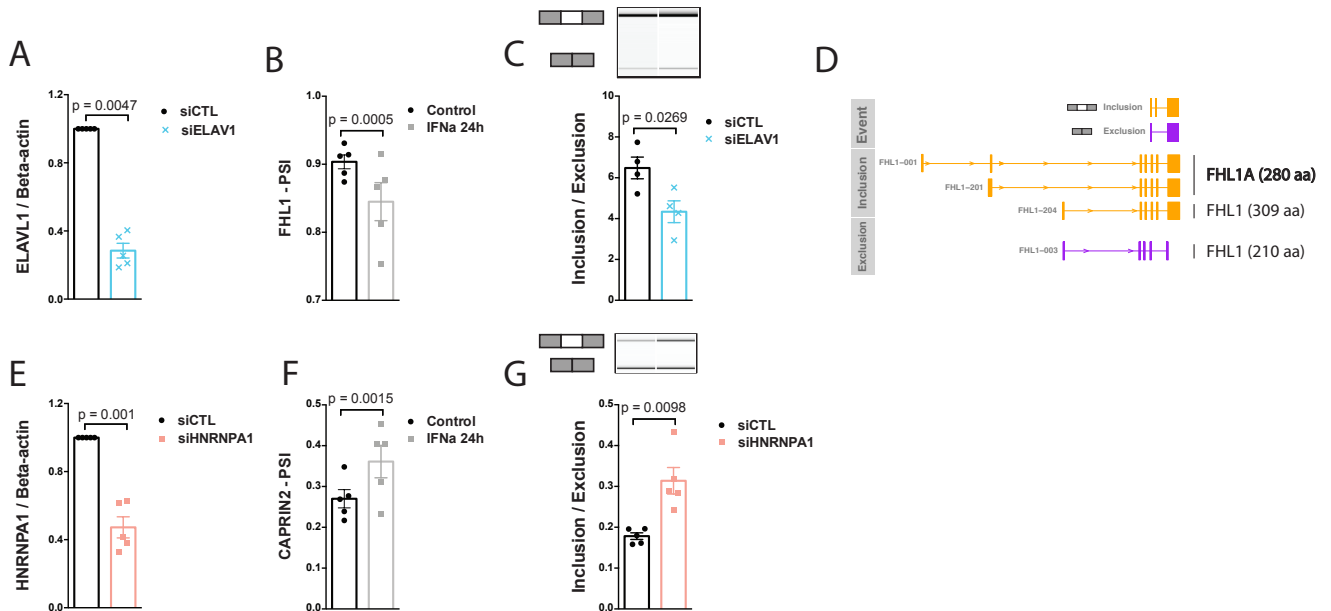 A
ELAVL1 / Beta-actin
1.2
0.8
0.4
0.0
p = 0.0047
siCTL
siELAV1
B
FHL1 - PSI
1.0
0.9
0.8
0.7
p = 0.0005
Control
IFNa 24h
C
Inclusion / Exclusion
10
8
6
4
2
0
p = 0.0269
siCTL
siELAV1
D
Event
Inclusion
Exclusion
Inclusion
Exclusion
FHL1-001
FHL1-201
FHL1A (280 aa)
FHL1-204
FHL1 (309 aa)
FHL1-003
FHL1 (210 aa)
E
HNRNPA1 / Beta-actin
1.2
0.8
0.4
0.0
p = 0.001
siCTL
siHNRNPA1
F
CAPRIN2 - PSI
0.5
0.4
0.3
0.2
0.1
0.0
p = 0.0015
Control
IFNa 24h
G
Inclusion / Exclusion
0.5
0.4
0.3
0.2
0.1
0.0
p = 0.0098
siCTL
siHNRNPA1